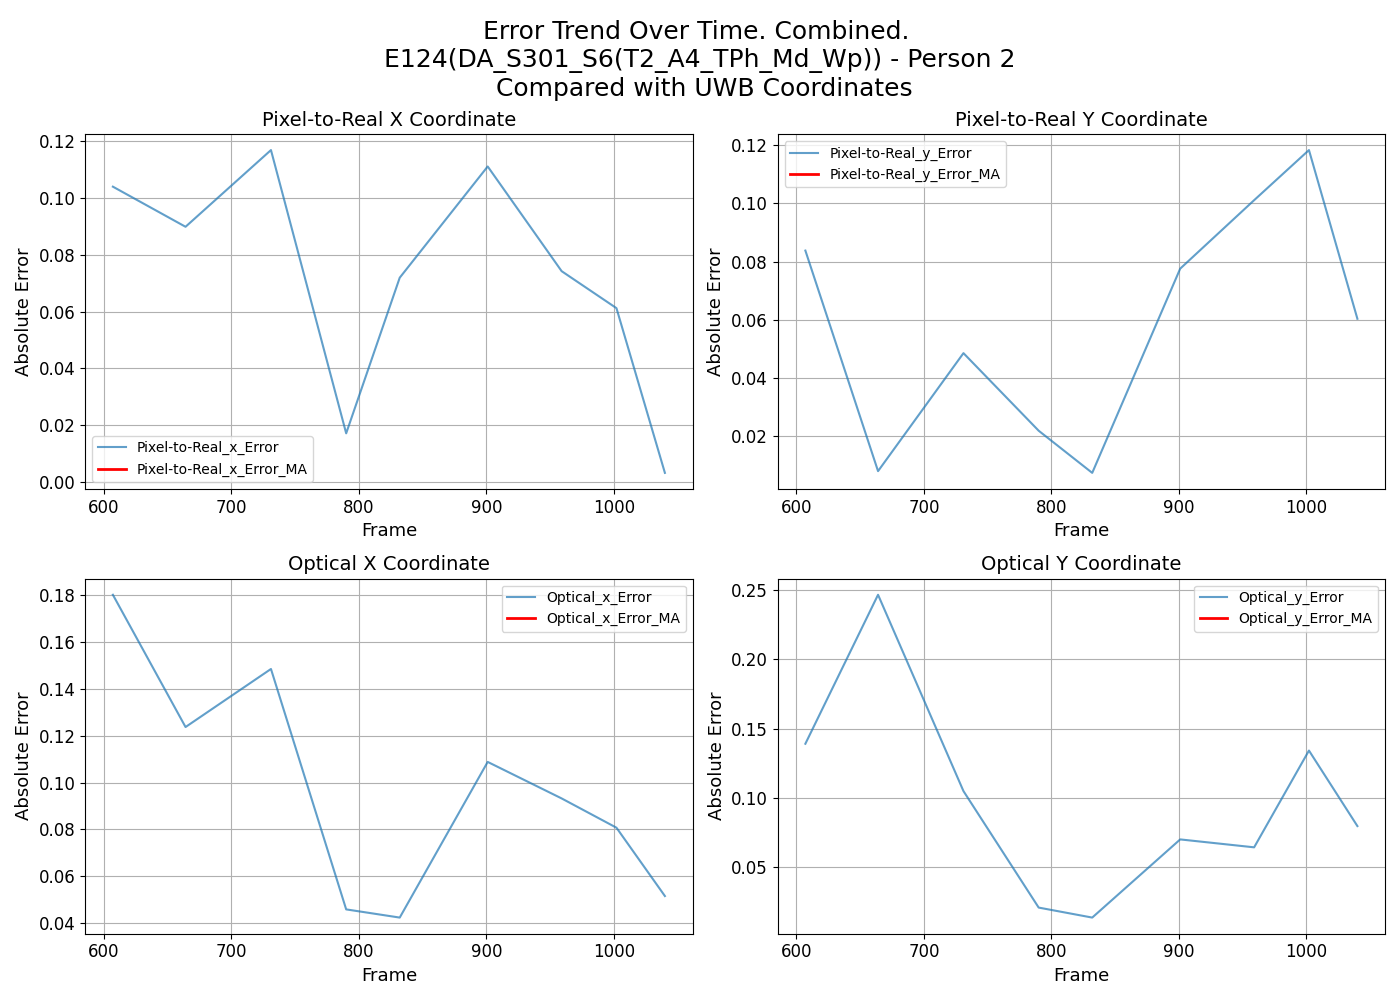 Error Trend Over Time. Combined.
E124(DA_S301_S6(T2_A4_TPh_Md_Wp)) - Person 2
Compared with UWB Coordinates
Pixel-to-Real X Coordinate
Absolute Error
0.12
0.10
0.08
0.06
0.04
0.02
0.00
Pixel-to-Real_x_Error
Pixel-to-Real_x_Error_MA
600 700 800 900 1000
Frame
Pixel-to-Real Y Coordinate
Absolute Error
0.12
0.10
0.08
0.06
0.04
0.02
Pixel-to-Real_y_Error
Pixel-to-Real_y_Error_MA
600 700 800 900 1000
Frame
Optical X Coordinate
Absolute Error
0.18
0.16
0.14
0.12
0.10
0.08
0.06
0.04
Optical_x_Error
Optical_x_Error_MA
600 700 800 900 1000
Frame
Optical Y Coordinate
Absolute Error
0.25
0.20
0.15
0.10
0.05
Optical_y_Error
Optical_y_Error_MA
600 700 800 900 1000
Frame